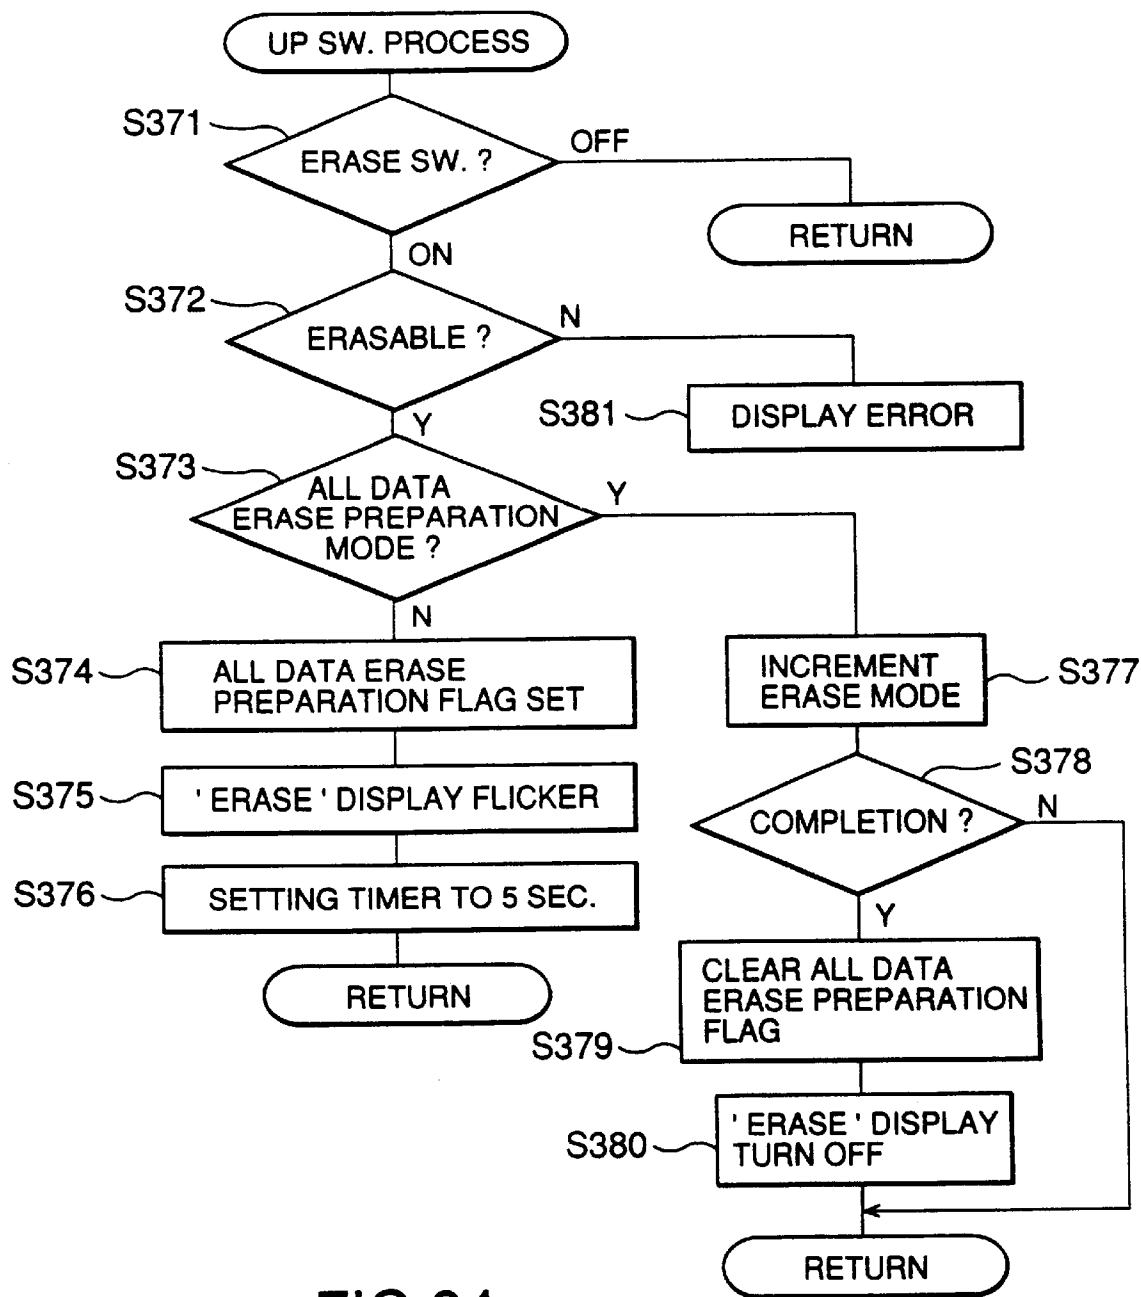 UP SW. PROCESS
S371
ERASE SW. ?
OFF
RETURN
ON
S372
ERASABLE ?
N
S381
DISPLAY ERROR
Y
S373
ALL DATA
ERASE PREPARATION
MODE ?
Y
N
S374
ALL DATA ERASE
PREPARATION FLAG SET
INCREMENT
ERASE MODE
S377
S375
' ERASE ' DISPLAY FLICKER
S378
COMPLETION ?
N
S376
SETTING TIMER TO 5 SEC.
Y
RETURN
CLEAR ALL DATA
ERASE PREPARATION
FLAG
S379
' ERASE ' DISPLAY
TURN OFF
S380
RETURN